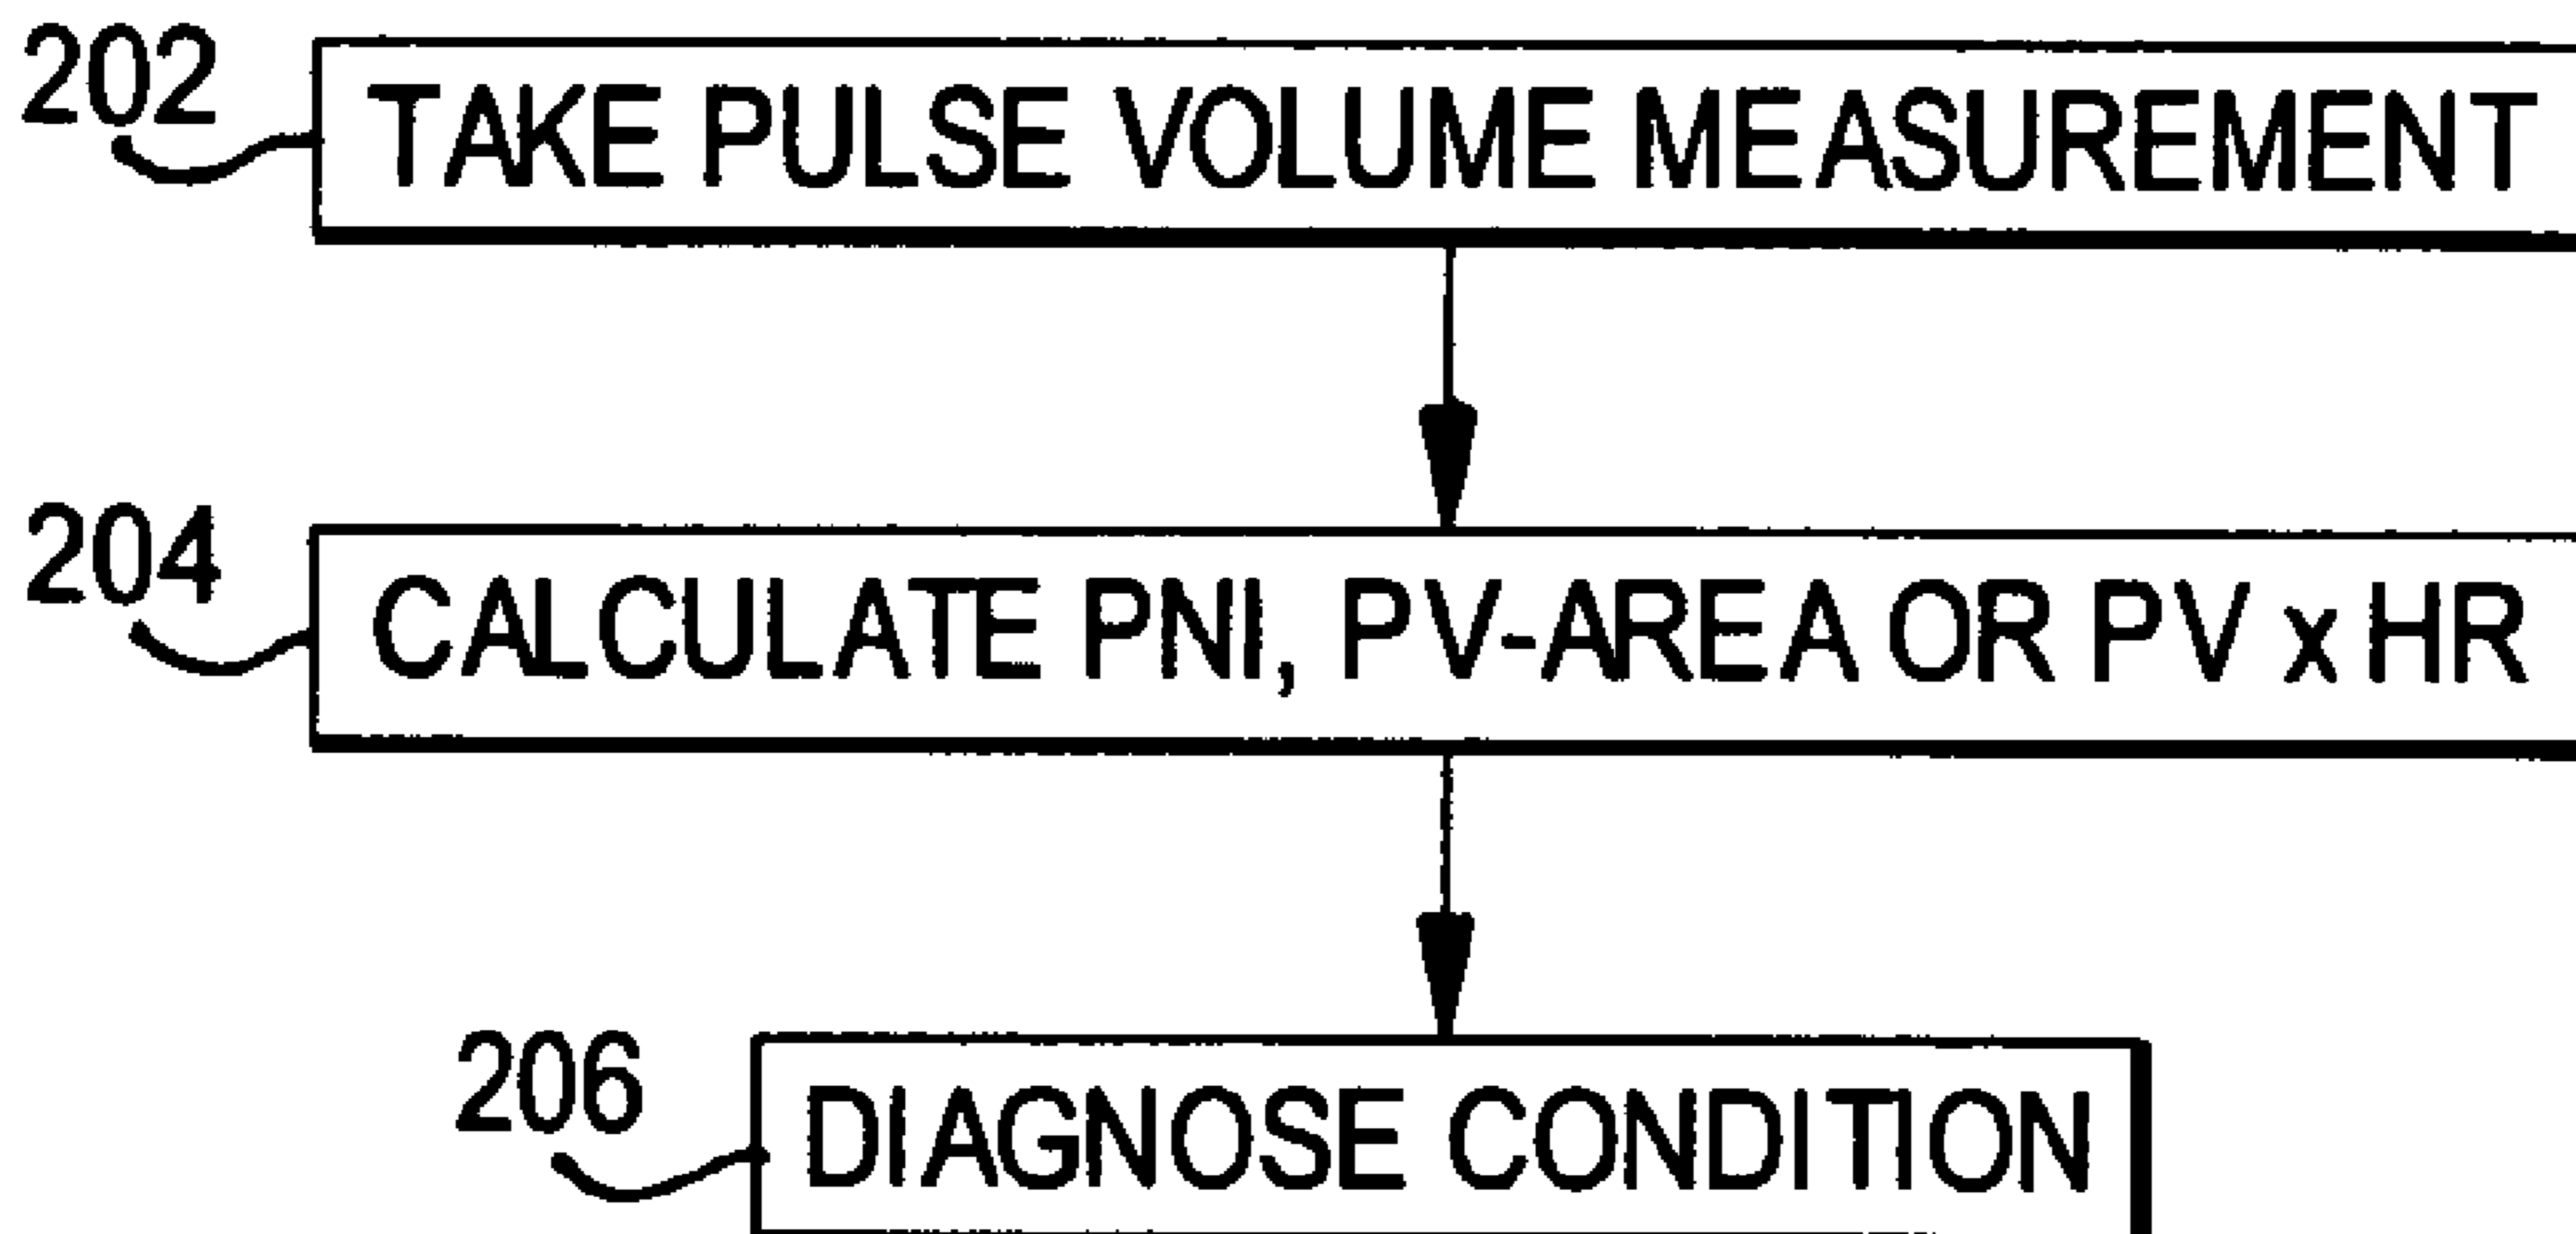 202
TAKE PULSE VOLUME MEASUREMENT
204
CALCULATE PNI, PV-AREA OR PV x HR
206
DIAGNOSE CONDITION